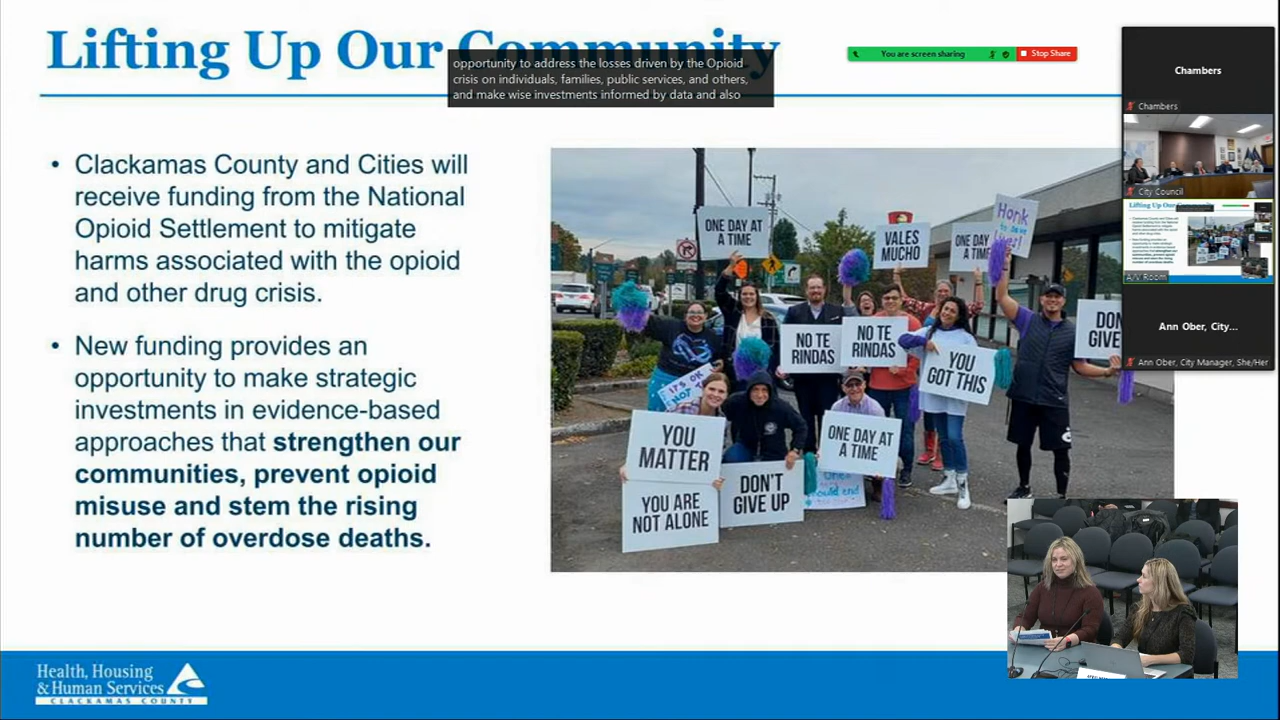 Lifting Up Our Community
opportunity to address the losses driven by the Opioid
crisis on individuals, families, public services, and others,
and make wise investments informed by data and also
You are screen sharing
Stop Share
Chambers
Chambers
City Council
A/V Room
Ann Ober, City...
Ann Ober, City Manager, She/Her
• Clackamas County and Cities will
receive funding from the National
Opioid Settlement to mitigate
harms associated with the opioid
and other drug crisis.
• New funding provides an
opportunity to make strategic
investments in evidence-based
approaches that strengthen our
communities, prevent opioid
misuse and stem the rising
number of overdose deaths.
ONE DAY AT
A TIME
VALES
MUCHO
ONE DAY
A TIME
Honk
NO TE
RINDAS
NO TE
RINDAS
YOU
GOT THIS
DON
GIVE
IT'S OK
YOU
MATTER
ONE DAY AT
A TIME
DON'T
GIVE UP
YOU ARE
NOT ALONE
Health, Housing
& Human Services
CLACKAMAS COUNTY